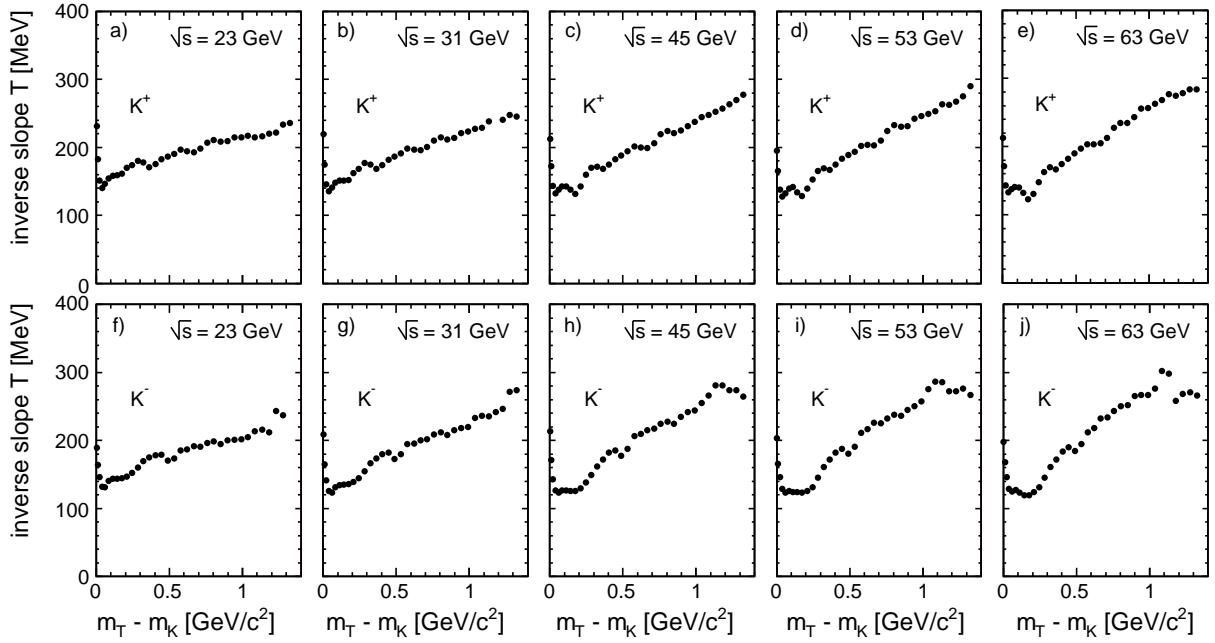 a) √s = 23 GeV
b) √s = 31 GeV
c) √s = 45 GeV
d) √s = 53 GeV
e) √s = 63 GeV
K⁺
K⁺
K⁺
K⁺
K⁺
inverse slope T [MeV]
400
300
200
100
0
f) √s = 23 GeV
g) √s = 31 GeV
h) √s = 45 GeV
i) √s = 53 GeV
j) √s = 63 GeV
K⁻
K⁻
K⁻
K⁻
K⁻
inverse slope T [MeV]
400
300
200
100
0
0 0.5 1
0 0.5 1
0 0.5 1
0 0.5 1
0 0.5 1
m_T - m_K [GeV/c²]
m_T - m_K [GeV/c²]
m_T - m_K [GeV/c²]
m_T - m_K [GeV/c²]
m_T - m_K [GeV/c²]